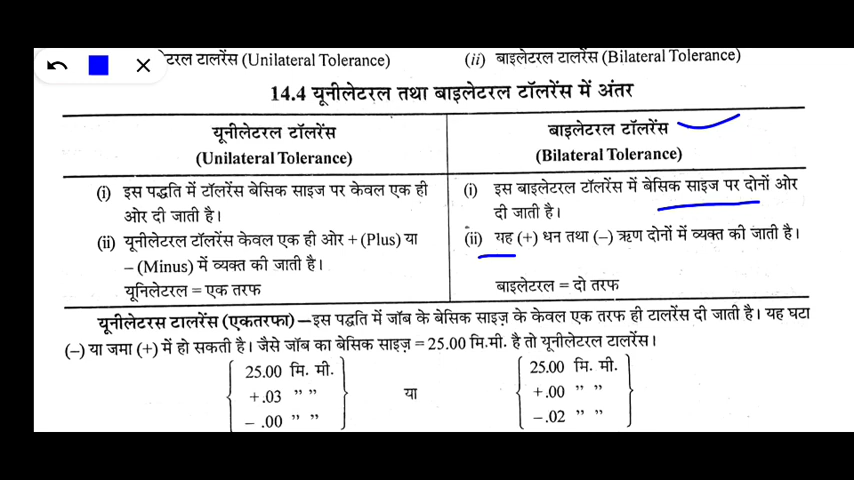 टरल टालरेंस (Unilateral Tolerance) (ii) बाइलेटरल टालरेंस (Bilateral Tolerance)
14.4 यूनीलेटरल तथा बाइलेटरल टॉलरेंस में अंतर
यूनीलेटरल टॉलरेंस
(Unilateral Tolerance)
बाइलेटरल टॉलरेंस
(Bilateral Tolerance)
(i) इस पद्धति में टॉलरेंस बेसिक साइज पर केवल एक ही
ओर दी जाती है।
(ii) यूनीलेटरल टॉलरेंस केवल एक ही ओर + (Plus) या
– (Minus) में व्यक्त की जाती है।
यूनिलेटरल = एक तरफ
(i) इस बाइलेटरल टॉलरेंस में बेसिक साइज पर दोनों ओर
दी जाती है।
(ii) यह (+) धन तथा (–) ऋण दोनों में व्यक्त की जाती है।
बाइलेटरल = दो तरफ
यूनीलेटरस टालरेंस (एकतरफा)—इस पद्धति में जॉब के बेसिक साइज़ के केवल एक तरफ ही टालरेंस दी जाती है। यह घटा
(–) या जमा (+) में हो सकती है। जैसे जॉब का बेसिक साइज़ = 25.00 मि.मी. है तो यूनीलेटरल टालरेंस।
25.00 मि. मी.
+.03 ” ”
– .00 ” ”
या
25.00 मि. मी.
+.00 ” ”
–.02 ” ”